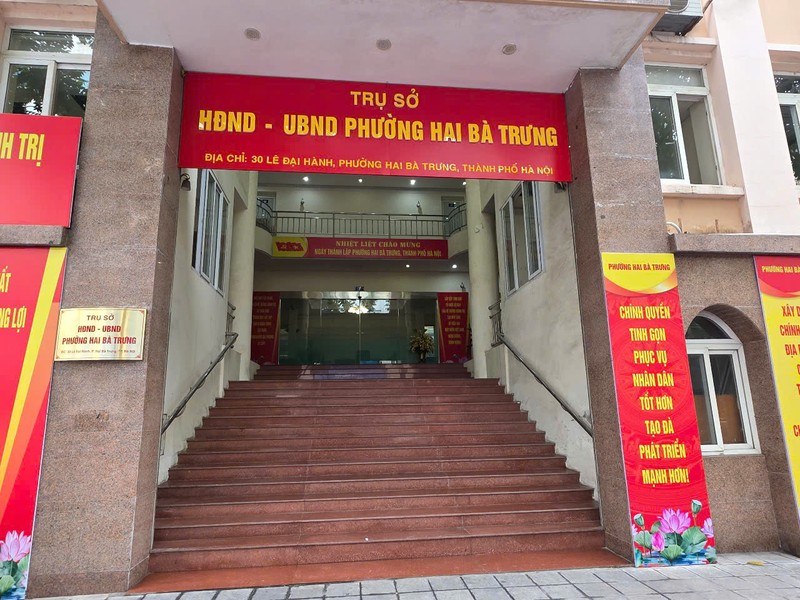 TRỤ SỞ
HĐND - UBND PHƯỜNG HAI BÀ TRƯNG
ĐỊA CHỈ: 30 LÊ ĐẠI HÀNH, PHƯỜNG HAI BÀ TRƯNG, THÀNH PHỐ HÀ NỘI
NH TRỊ
NHIỆT LIỆT CHÀO MỪNG
NGÀY THÀNH LẬP PHƯỜNG HAI BÀ TRƯNG, THÀNH PHỐ HÀ NỘI
ẤT
NG LỢI
TRỤ SỞ
HĐND - UBND
PHƯỜNG HAI BÀ TRƯNG
PHƯỜNG HAI BÀ TRƯNG
CHÍNH QUYỀN
TINH GỌN
PHỤC VỤ
NHÂN DÂN
TỐT HƠN
TẠO ĐÀ
PHÁT TRIỂN
MẠNH HƠN!
PHƯỜNG HAI BÀ TRƯNG
XÂY D
CHÍNH
ĐỊA P